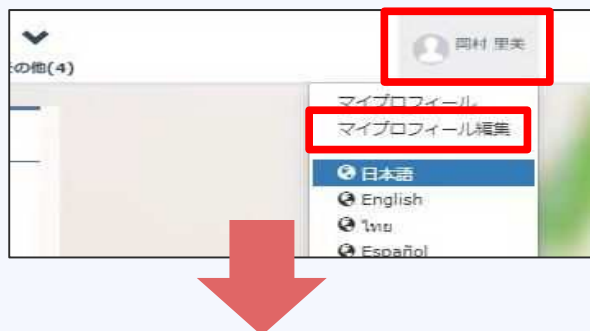 その他(4)
岡村 里美
マイプロフィール
マイプロフィール編集
日本語
English
ไทย
Español